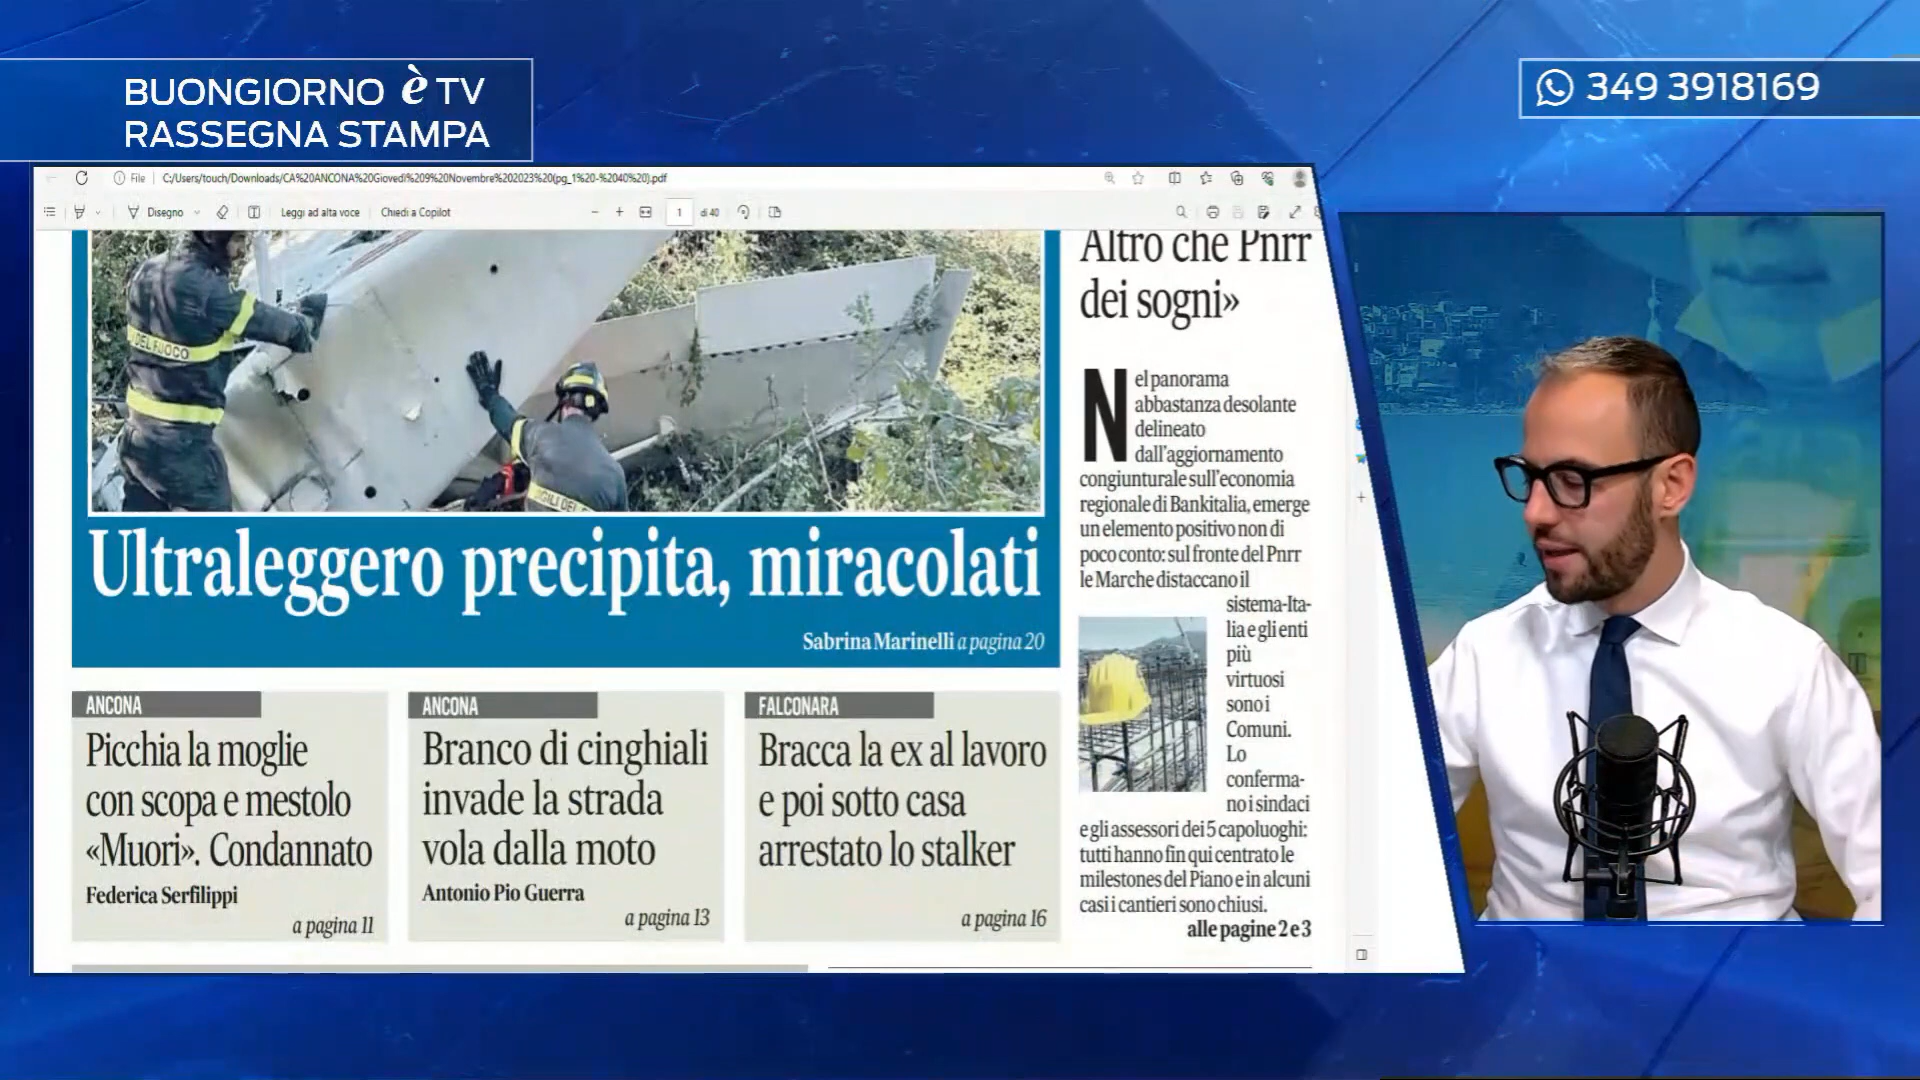 BUONGIORNO è TV
RASSEGNA STAMPA
349 3918169
File
C:/Users/touch/Downloads/CA%20ANCONA%20Giovedì%209%20Novembre%202023%20(pg_1%20-%2040%20).pdf
Disegno
Leggi ad alta voce
Chiedi a Copilot
1
di 40
DEL FUOCO
Ultraleggero precipita, miracolati
Sabrina Marinelli a pagina 20
ANCONA
Picchia la moglie
con scopa e mestolo
«Muori». Condannato
Federica Serfilippi
a pagina 11
ANCONA
Branco di cinghiali
invade la strada
vola dalla moto
Antonio Pio Guerra
a pagina 13
FALCONARA
Bracca la ex al lavoro
e poi sotto casa
arrestato lo stalker
a pagina 16
Altro che Pnrr
dei sogni»
Nel panorama
abbastanza desolante
delineato
dall'aggiornamento
congiunturale sull'economia
regionale di Bankitalia, emerge
un elemento positivo non di
poco conto: sul fronte del Pnrr
le Marche distaccano il
sistema-Ita-
lia e gli enti
più
virtuosi
sono i
Comuni.
Lo
conferma-
no i sindaci
e gli assessori dei 5 capoluoghi:
tutti hanno fin qui centrato le
milestones del Piano e in alcuni
casi i cantieri sono chiusi.
alle pagine 2 e 3